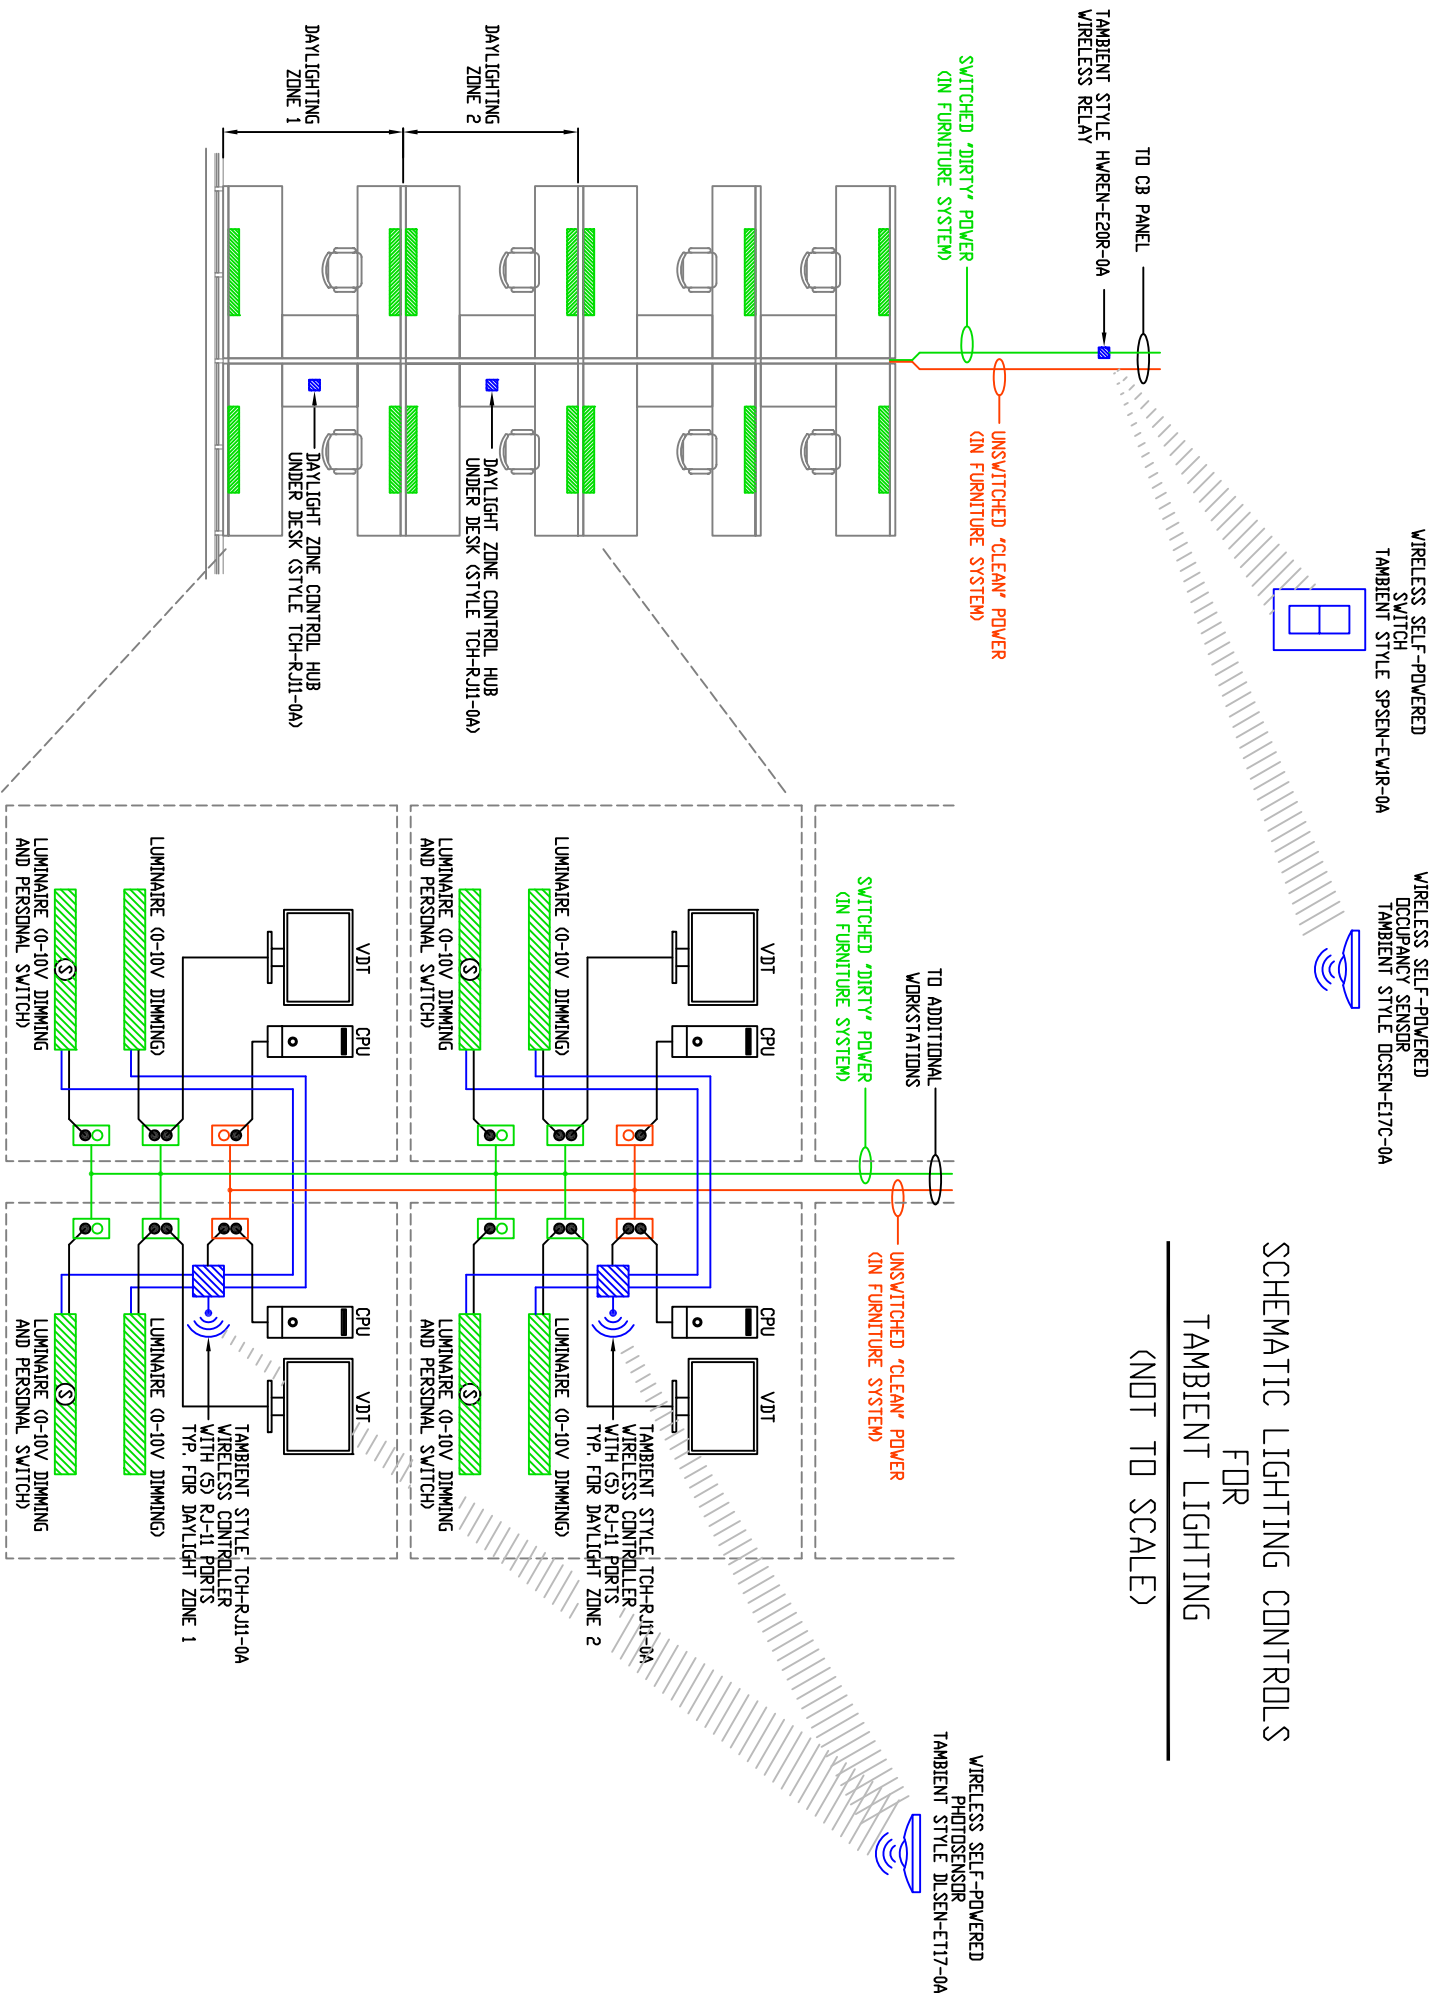 SCHEMATIC LIGHTING CONTROLS
FOR
TAMBIENT LIGHTING
(NOT TO SCALE)
WIRELESS SELF-POWERED
SWITCH
TAMBIENT STYLE SPSEN-EW1R-OA
WIRELESS SELF-POWERED
OCCUPANCY SENSOR
TAMBIENT STYLE OCSEN-E17C-OA
TO CB PANEL
TAMBIENT STYLE HWREN-E20R-OA
WIRELESS RELAY
SWITCHED 'DIRTY' POWER
(IN FURNITURE SYSTEM)
UNSWITCHED 'CLEAN' POWER
(IN FURNITURE SYSTEM)
DAYLIGHTING
ZONE 2
DAYLIGHTING
ZONE 1
DAYLIGHT ZONE CONTROL HUB
UNDER DESK (STYLE TCH-RJ11-OA)
DAYLIGHT ZONE CONTROL HUB
UNDER DESK (STYLE TCH-RJ11-OA)
WIRELESS SELF-POWERED
PHOTOSENSOR
TAMBIENT STYLE DLSEN-ET17-OA
TO ADDITIONAL
WORKSTATIONS
SWITCHED 'DIRTY' POWER
(IN FURNITURE SYSTEM)
UNSWITCHED 'CLEAN' POWER
(IN FURNITURE SYSTEM)
VDT
CPU
CPU
VDT
LUMINAIRE (0-10V DIMMING)
LUMINAIRE (0-10V DIMMING)
TAMBIENT STYLE TCH-RJ11-OA
WIRELESS CONTROLLER
WITH (5) RJ-11 PORTS
TYP. FOR DAYLIGHT ZONE 2
S
S
LUMINAIRE (0-10V DIMMING
AND PERSONAL SWITCH)
LUMINAIRE (0-10V DIMMING
AND PERSONAL SWITCH)
VDT
CPU
CPU
VDT
LUMINAIRE (0-10V DIMMING)
LUMINAIRE (0-10V DIMMING)
TAMBIENT STYLE TCH-RJ11-OA
WIRELESS CONTROLLER
WITH (5) RJ-11 PORTS
TYP. FOR DAYLIGHT ZONE 1
S
S
LUMINAIRE (0-10V DIMMING
AND PERSONAL SWITCH)
LUMINAIRE (0-10V DIMMING
AND PERSONAL SWITCH)